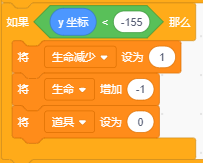 如果 y 坐标 < -155 那么
将 生命减少 设为 1
将 生命 增加 -1
将 道具 设为 0